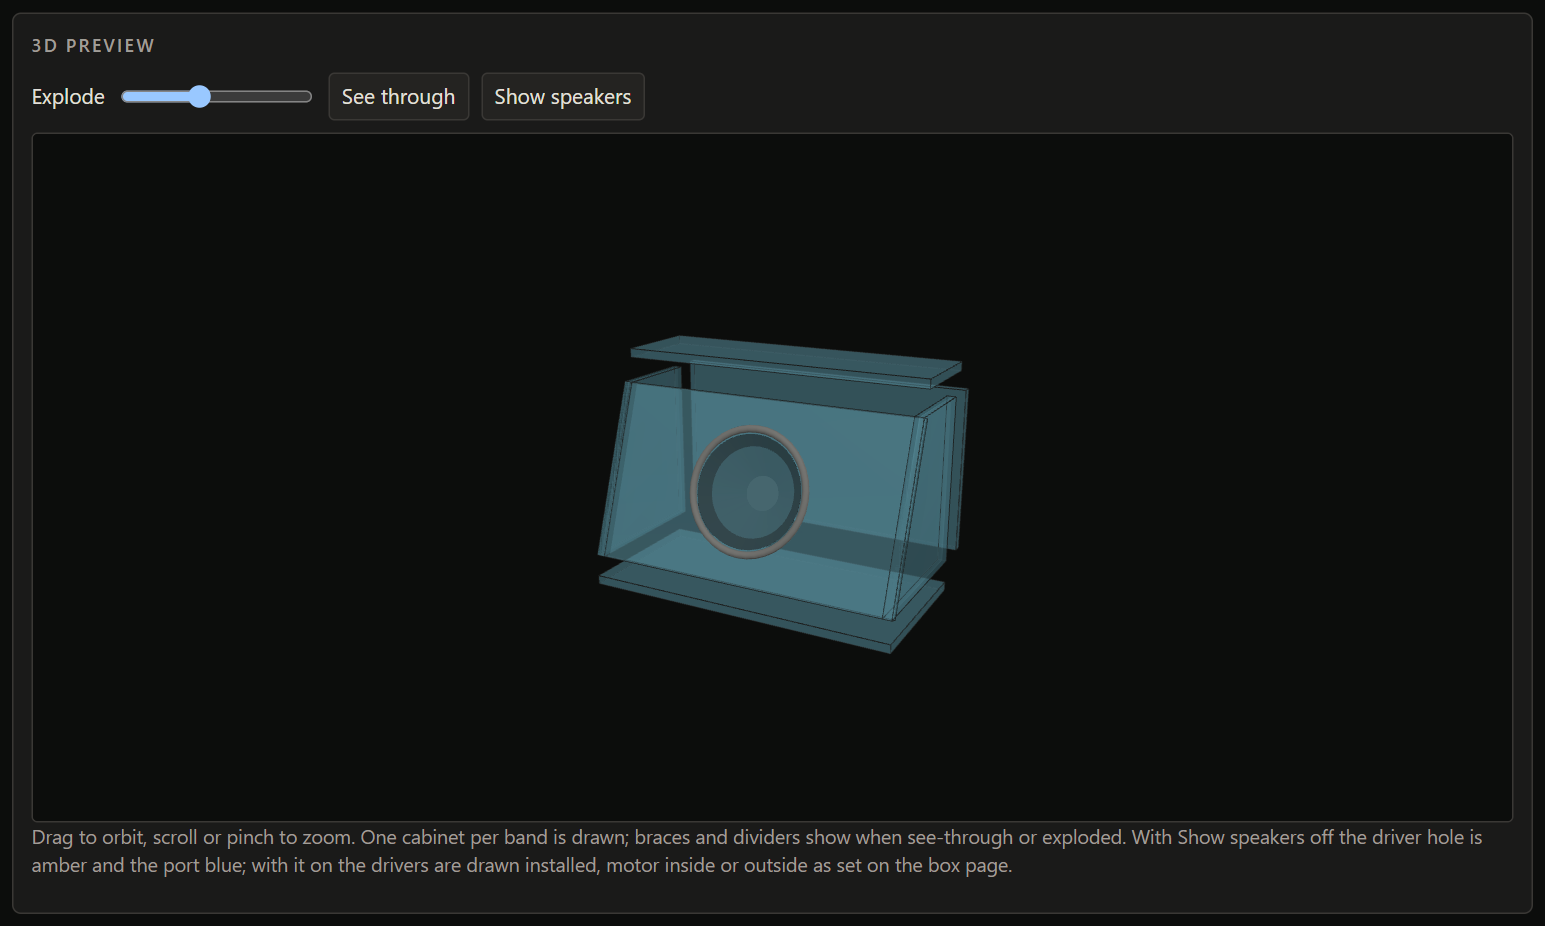 3D PREVIEW
Explode
See through
Show speakers
Drag to orbit, scroll or pinch to zoom. One cabinet per band is drawn; braces and dividers show when see-through or exploded. With Show speakers off the driver hole is
amber and the port blue; with it on the drivers are drawn installed, motor inside or outside as set on the box page.